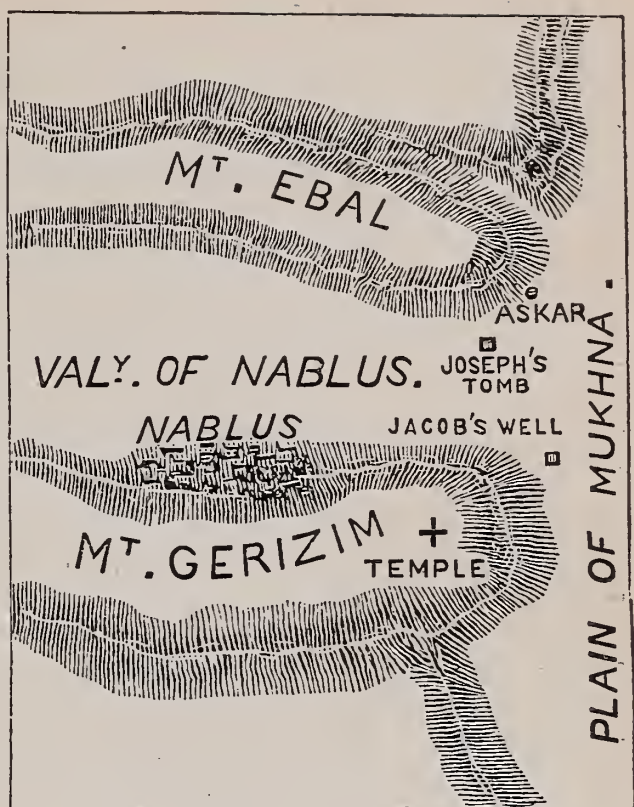 Mᵀ. EBAL
ASKAR
VALʸ. OF NABLUS.
JOSEPH'S
TOMB
NABLUS
JACOB'S WELL
Mᵀ. GERIZIM
TEMPLE
PLAIN OF MUKHNA.